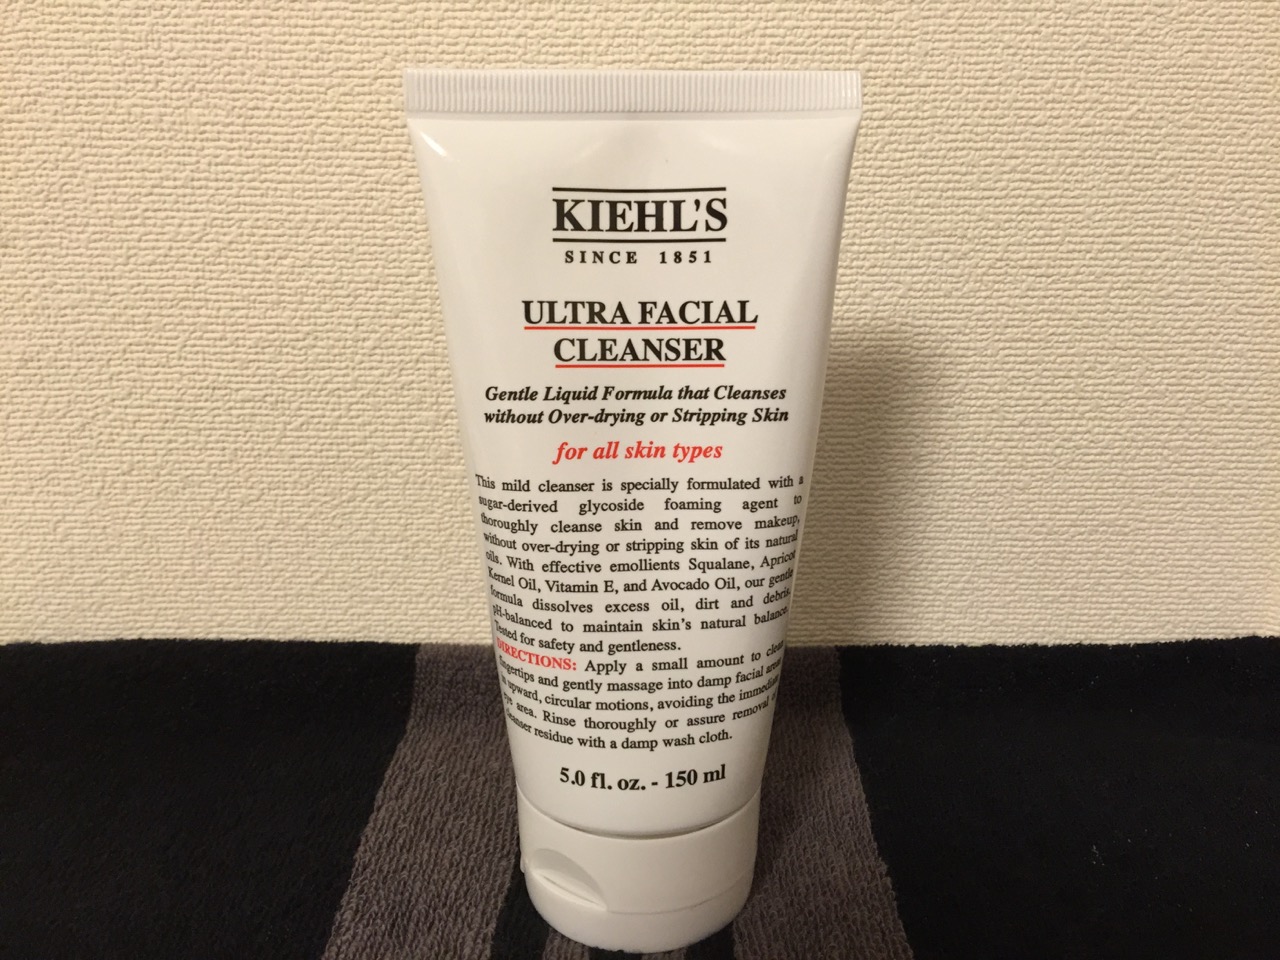 KIEHL'S
SINCE 1851
ULTRA FACIAL
CLEANSER
Gentle Liquid Formula that Cleanses
without Over-drying or Stripping Skin
for all skin types
This mild cleanser is specially formulated with a
sugar-derived glycoside foaming agent to
thoroughly cleanse skin and remove makeup,
without over-drying or stripping skin of its natural
oils. With effective emollients Squalane, Apricot
Kernel Oil, Vitamin E, and Avocado Oil, our gentle
formula dissolves excess oil, dirt and debris.
pH-balanced to maintain skin's natural balance.
Tested for safety and gentleness.
DIRECTIONS: Apply a small amount to clean
fingertips and gently massage into damp facial area
in upward, circular motions, avoiding the immediate
eye area. Rinse thoroughly or assure removal of
cleanser residue with a damp wash cloth.
5.0 fl. oz. - 150 ml